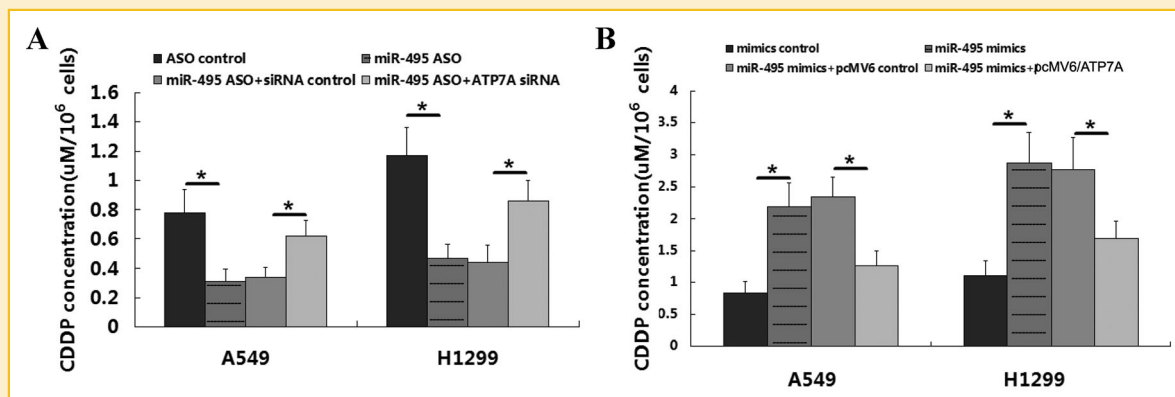 A
ASO control
miR-495 ASO
miR-495 ASO+siRNA control
miR-495 ASO+ATP7A siRNA
CDDP concentration(uM/10⁶ cells)
1.6
1.4
1.2
1
0.8
0.6
0.4
0.2
0
*
*
*
*
A549
H1299
B
mimics control
miR-495 mimics
miR-495 mimics+pcMV6 control
miR-495 mimics+pcMV6/ATP7A
CDDP concentration(uM/10⁶ cells)
4
3.5
3
2.5
2
1.5
1
0.5
0
*
*
*
*
A549
H1299